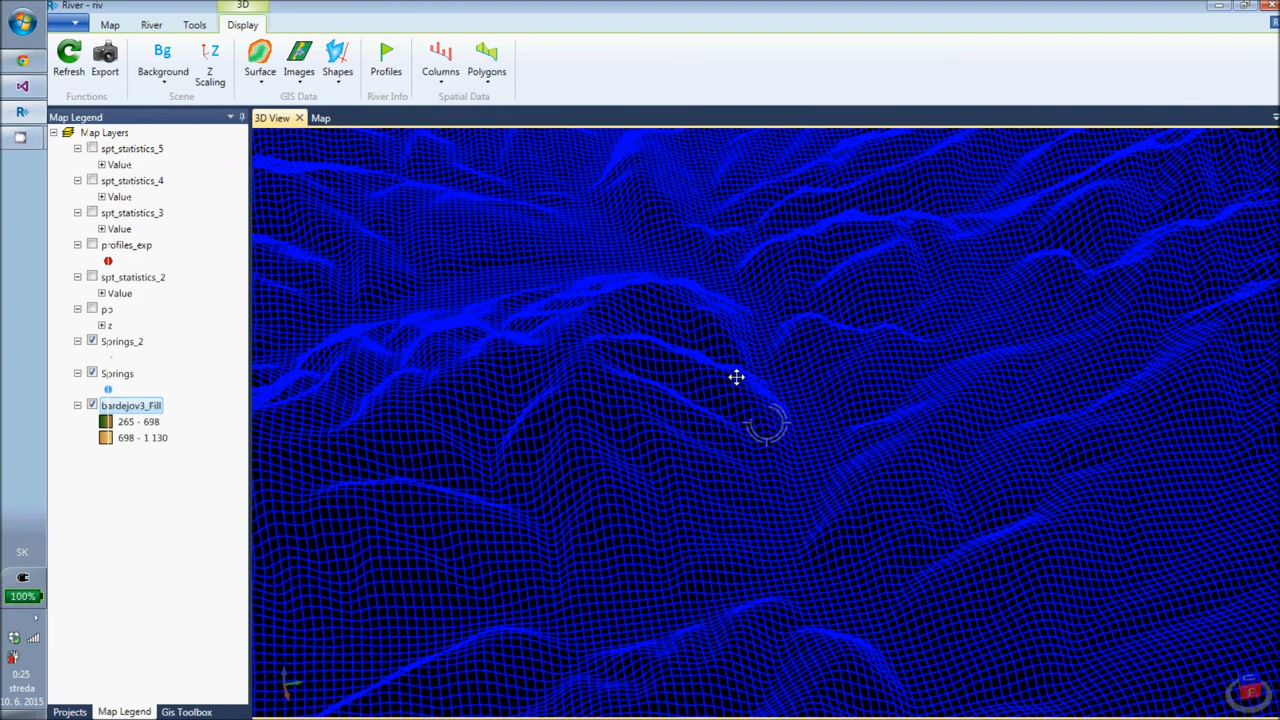 River - riv
3D
Map
River
Tools
Display
Refresh
Export
Bg
Background
Z
Z Scaling
Surface
Images
Shapes
Profiles
Columns
Polygons
Functions
Scene
GIS Data
River Info
Spatial Data
Map Legend
3D View
Map
Map Layers
spt_statistics_5
Value
spt_statistics_4
Value
spt_statistics_3
Value
profiles_exp
spt_statistics_2
Value
pp
z
Springs_2
Springs
bardejov3_Fill
265 - 698
698 - 1 130
SK
100%
0:25
streda
10. 6. 2015
Projects
Map Legend
Gis Toolbox
F